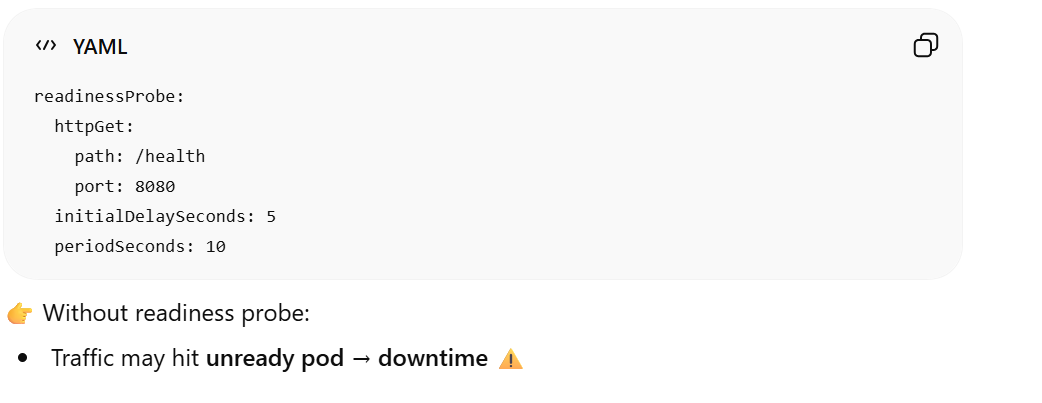 </> YAML
readinessProbe:
  httpGet:
    path: /health
    port: 8080
  initialDelaySeconds: 5
  periodSeconds: 10
👉 Without readiness probe:
• Traffic may hit unready pod → downtime ⚠️